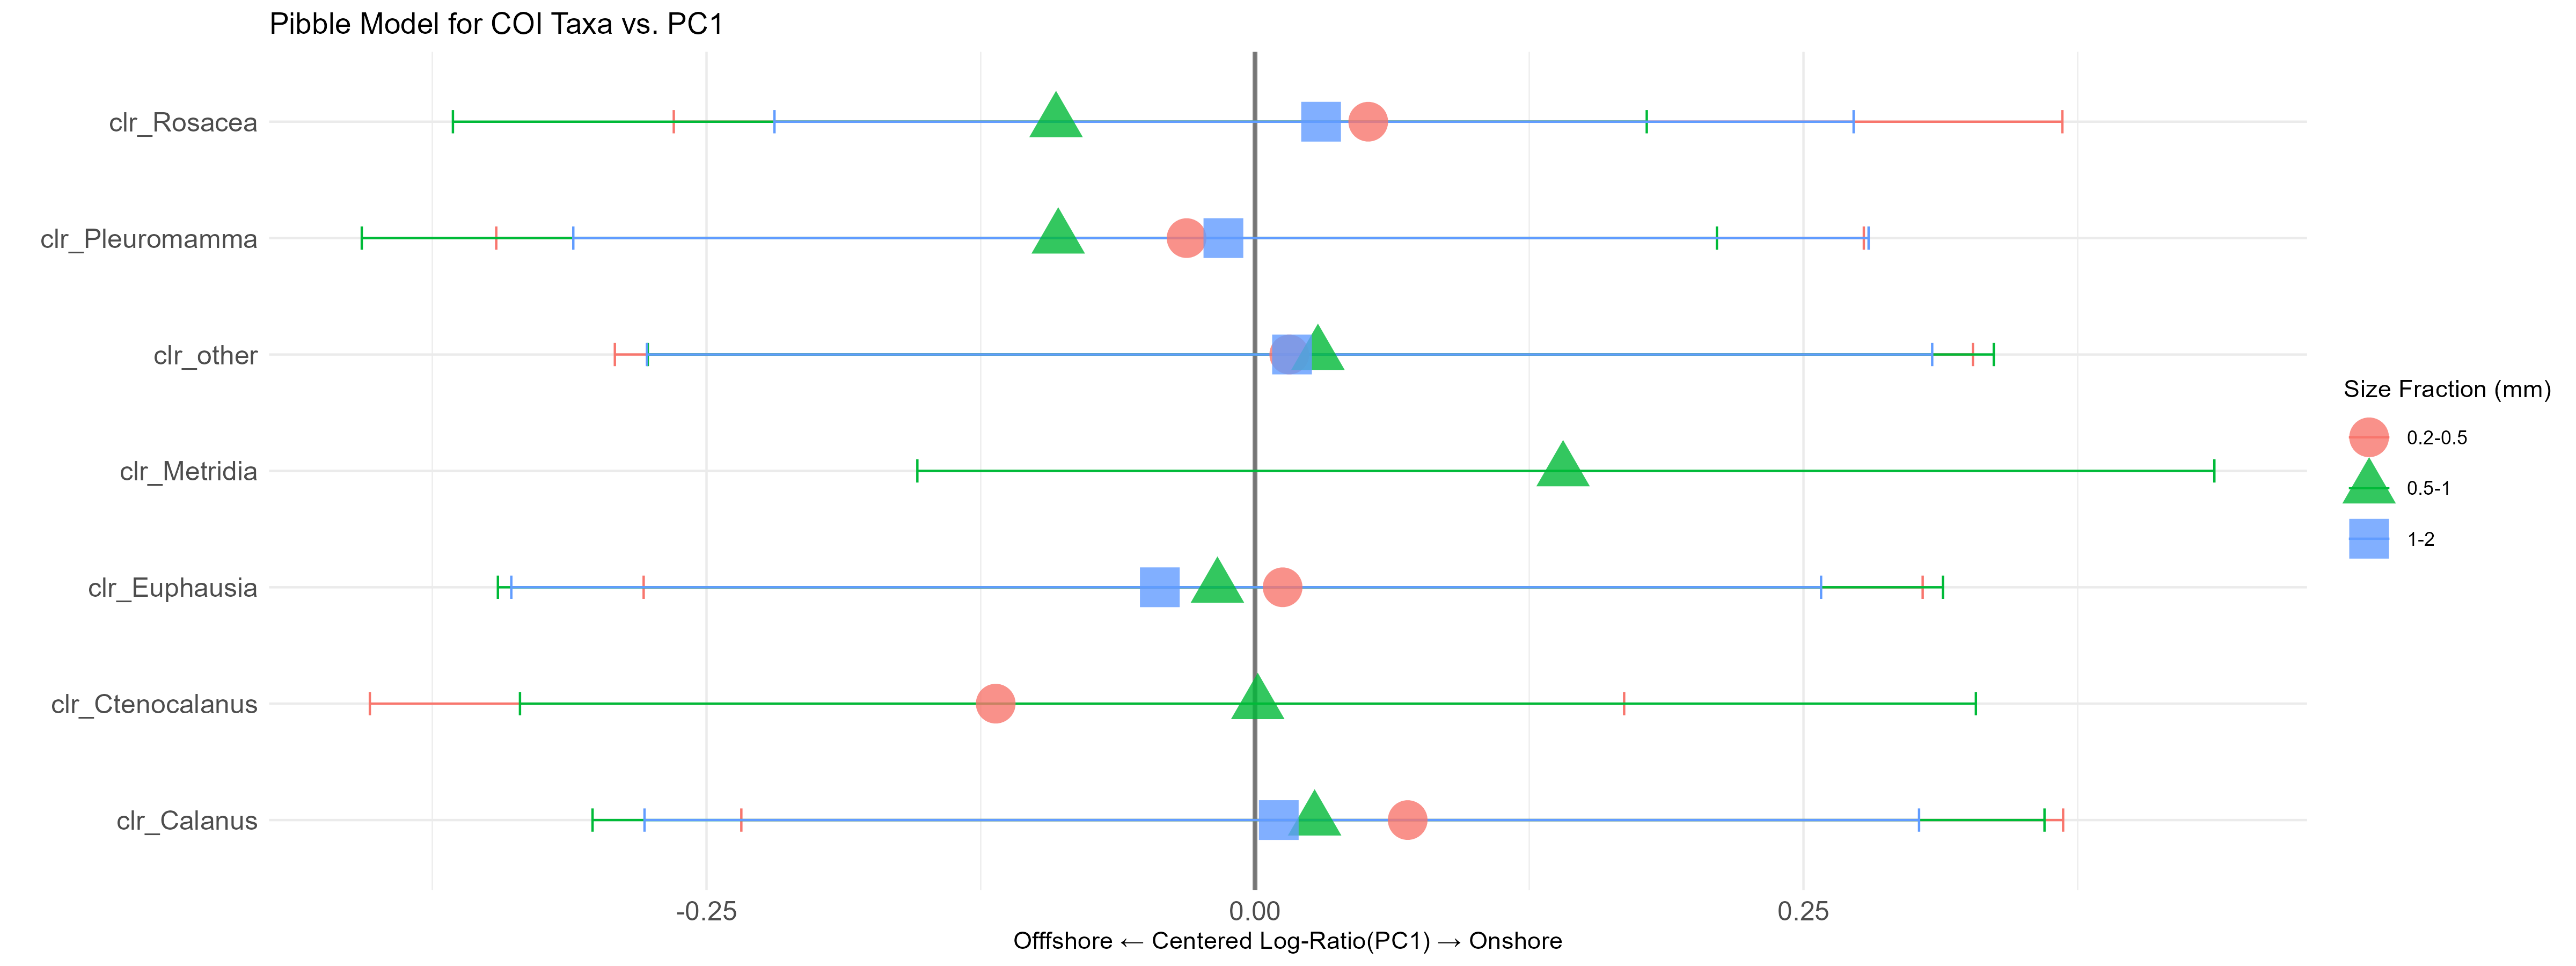 Pibble Model for COI Taxa vs. PC1
clr_Rosacea
clr_Pleuromamma
clr_other
clr_Metridia
clr_Euphausia
clr_Ctenocalanus
clr_Calanus
-0.25 0.00 0.25
Offfshore ← Centered Log-Ratio(PC1) → Onshore
Size Fraction (mm)
0.2-0.5
0.5-1
1-2